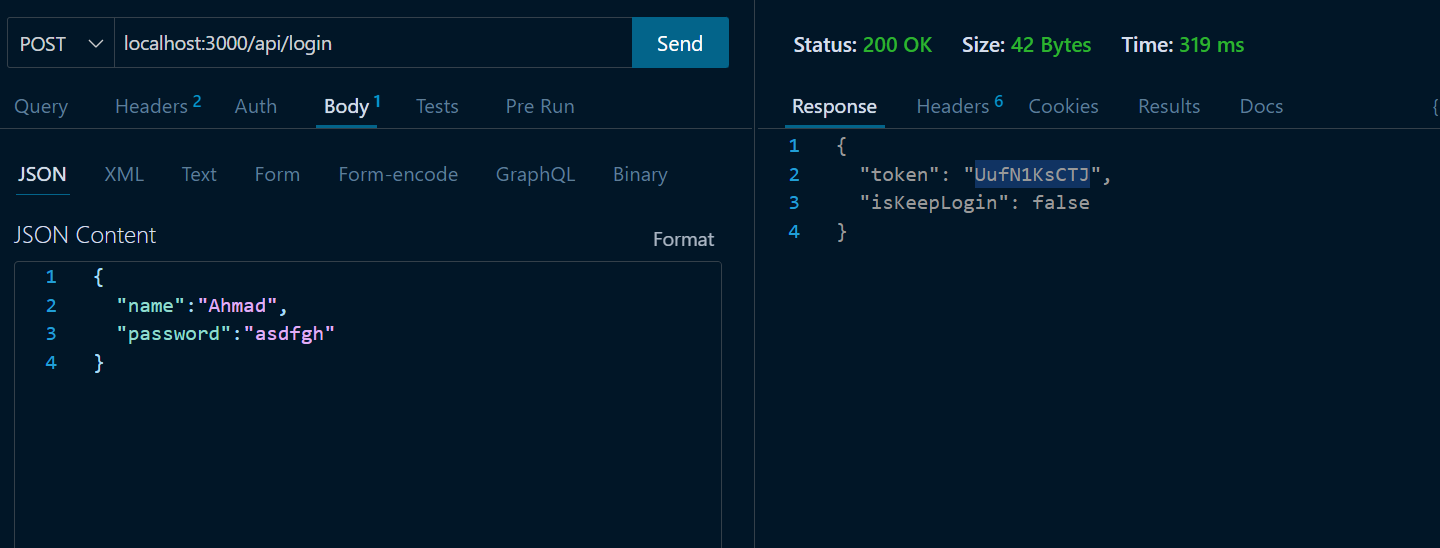 POST localhost:3000/api/login Send
Query Headers 2 Auth Body 1 Tests Pre Run
JSON XML Text Form Form-encode GraphQL Binary
JSON Content Format
1 {
2 "name":"Ahmad",
3 "password":"asdfgh"
4 }
Status: 200 OK Size: 42 Bytes Time: 319 ms
Response Headers 6 Cookies Results Docs {
1 {
2 "token": "UufN1KsCTJ",
3 "isKeepLogin": false
4 }